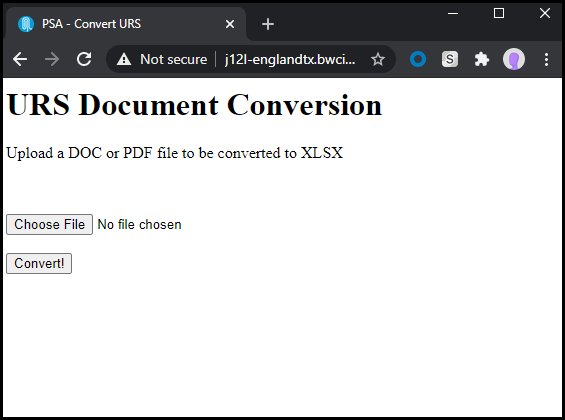 PSA - Convert URS
Not secure | j12l-englandtx.bwci...
S
URS Document Conversion
Upload a DOC or PDF file to be converted to XLSX
Choose File No file chosen
Convert!